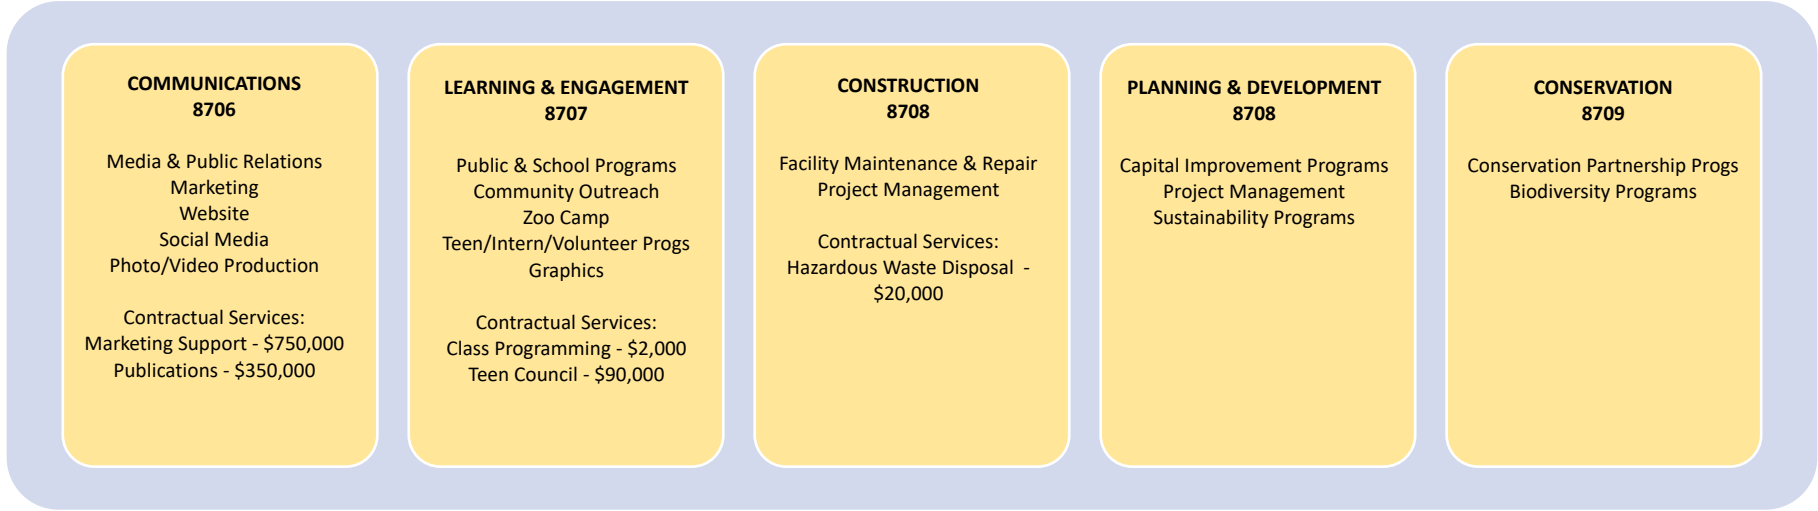 COMMUNICATIONS
8706
Media & Public Relations
Marketing
Website
Social Media
Photo/Video Production
Contractual Services:
Marketing Support - $750,000
Publications - $350,000
LEARNING & ENGAGEMENT
8707
Public & School Programs
Community Outreach
Zoo Camp
Teen/Intern/Volunteer Progs
Graphics
Contractual Services:
Class Programming - $2,000
Teen Council - $90,000
CONSTRUCTION
8708
Facility Maintenance & Repair
Project Management
Contractual Services:
Hazardous Waste Disposal -
$20,000
PLANNING & DEVELOPMENT
8708
Capital Improvement Programs
Project Management
Sustainability Programs
CONSERVATION
8709
Conservation Partnership Progs
Biodiversity Programs